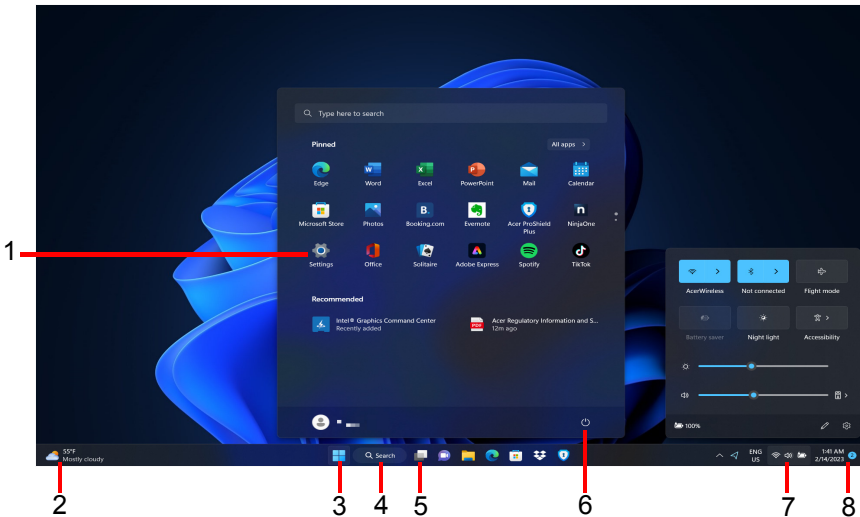 Type here to search
Pinned
All apps >
Edge Word Excel PowerPoint Mail Calendar
Microsoft Store Photos Booking.com Evernote Acer ProShield Plus NinjaOne
Settings Office Solitaire Adobe Express Spotify TikTok
Recommended
Intel® Graphics Command Center
Recently added
Acer Regulatory Information and S...
12m ago
AcerWireless Not connected Flight mode
Battery saver Night light Accessibility
100%
55°F
Mostly cloudy
Search
ENG
US
1:41 AM
2/14/2023
2
1
2 3 4 5 6 7 8